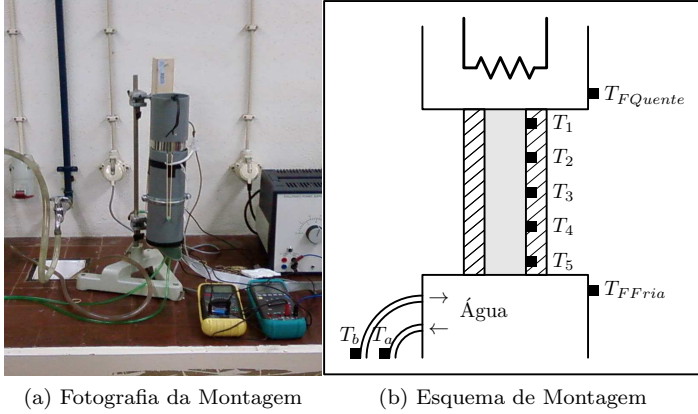 T_FQuente
T_1
T_2
T_3
T_4
T_5
T_FFria
→
Água
T_b T_a ←
(a) Fotografia da Montagem
(b) Esquema de Montagem